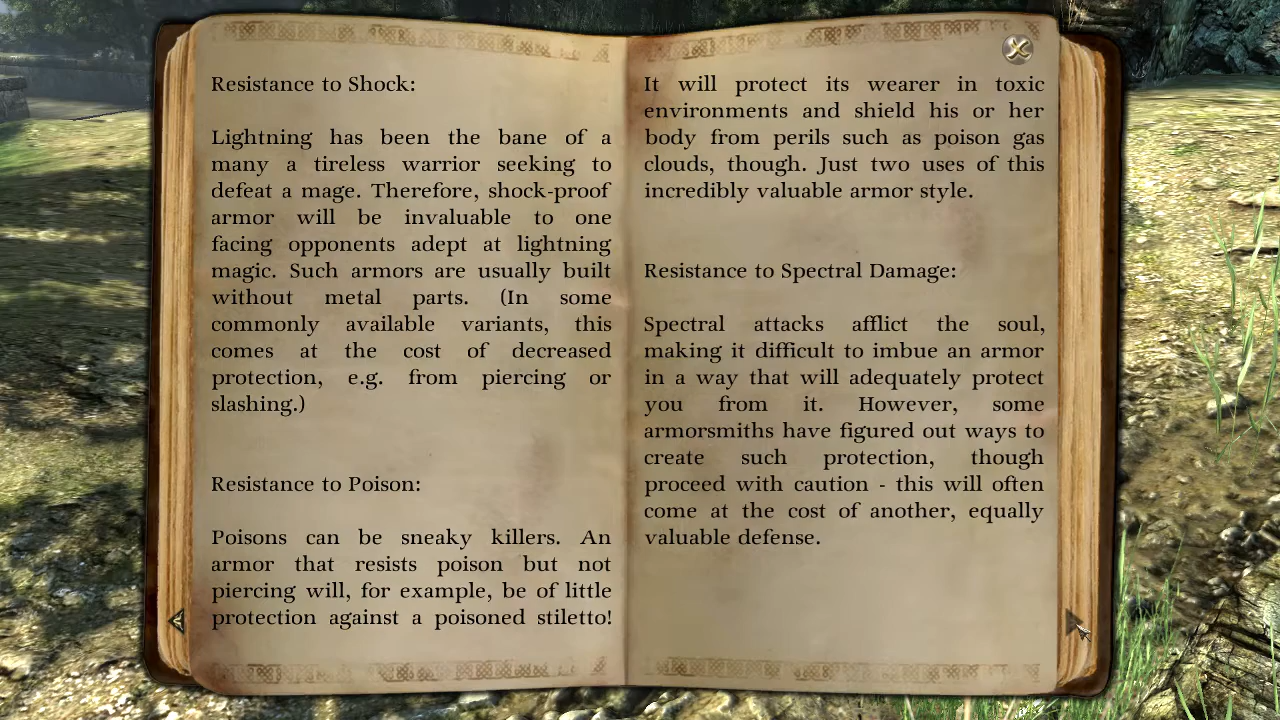 Resistance to Shock:
Lightning has been the bane of a
many a tireless warrior seeking to
defeat a mage. Therefore, shock-proof
armor will be invaluable to one
facing opponents adept at lightning
magic. Such armors are usually built
without metal parts. (In some
commonly available variants, this
comes at the cost of decreased
protection, e.g. from piercing or
slashing.)
Resistance to Poison:
Poisons can be sneaky killers. An
armor that resists poison but not
piercing will, for example, be of little
protection against a poisoned stiletto!
It will protect its wearer in toxic
environments and shield his or her
body from perils such as poison gas
clouds, though. Just two uses of this
incredibly valuable armor style.
Resistance to Spectral Damage:
Spectral attacks afflict the soul,
making it difficult to imbue an armor
in a way that will adequately protect
you from it. However, some
armorsmiths have figured out ways to
create such protection, though
proceed with caution - this will often
come at the cost of another, equally
valuable defense.